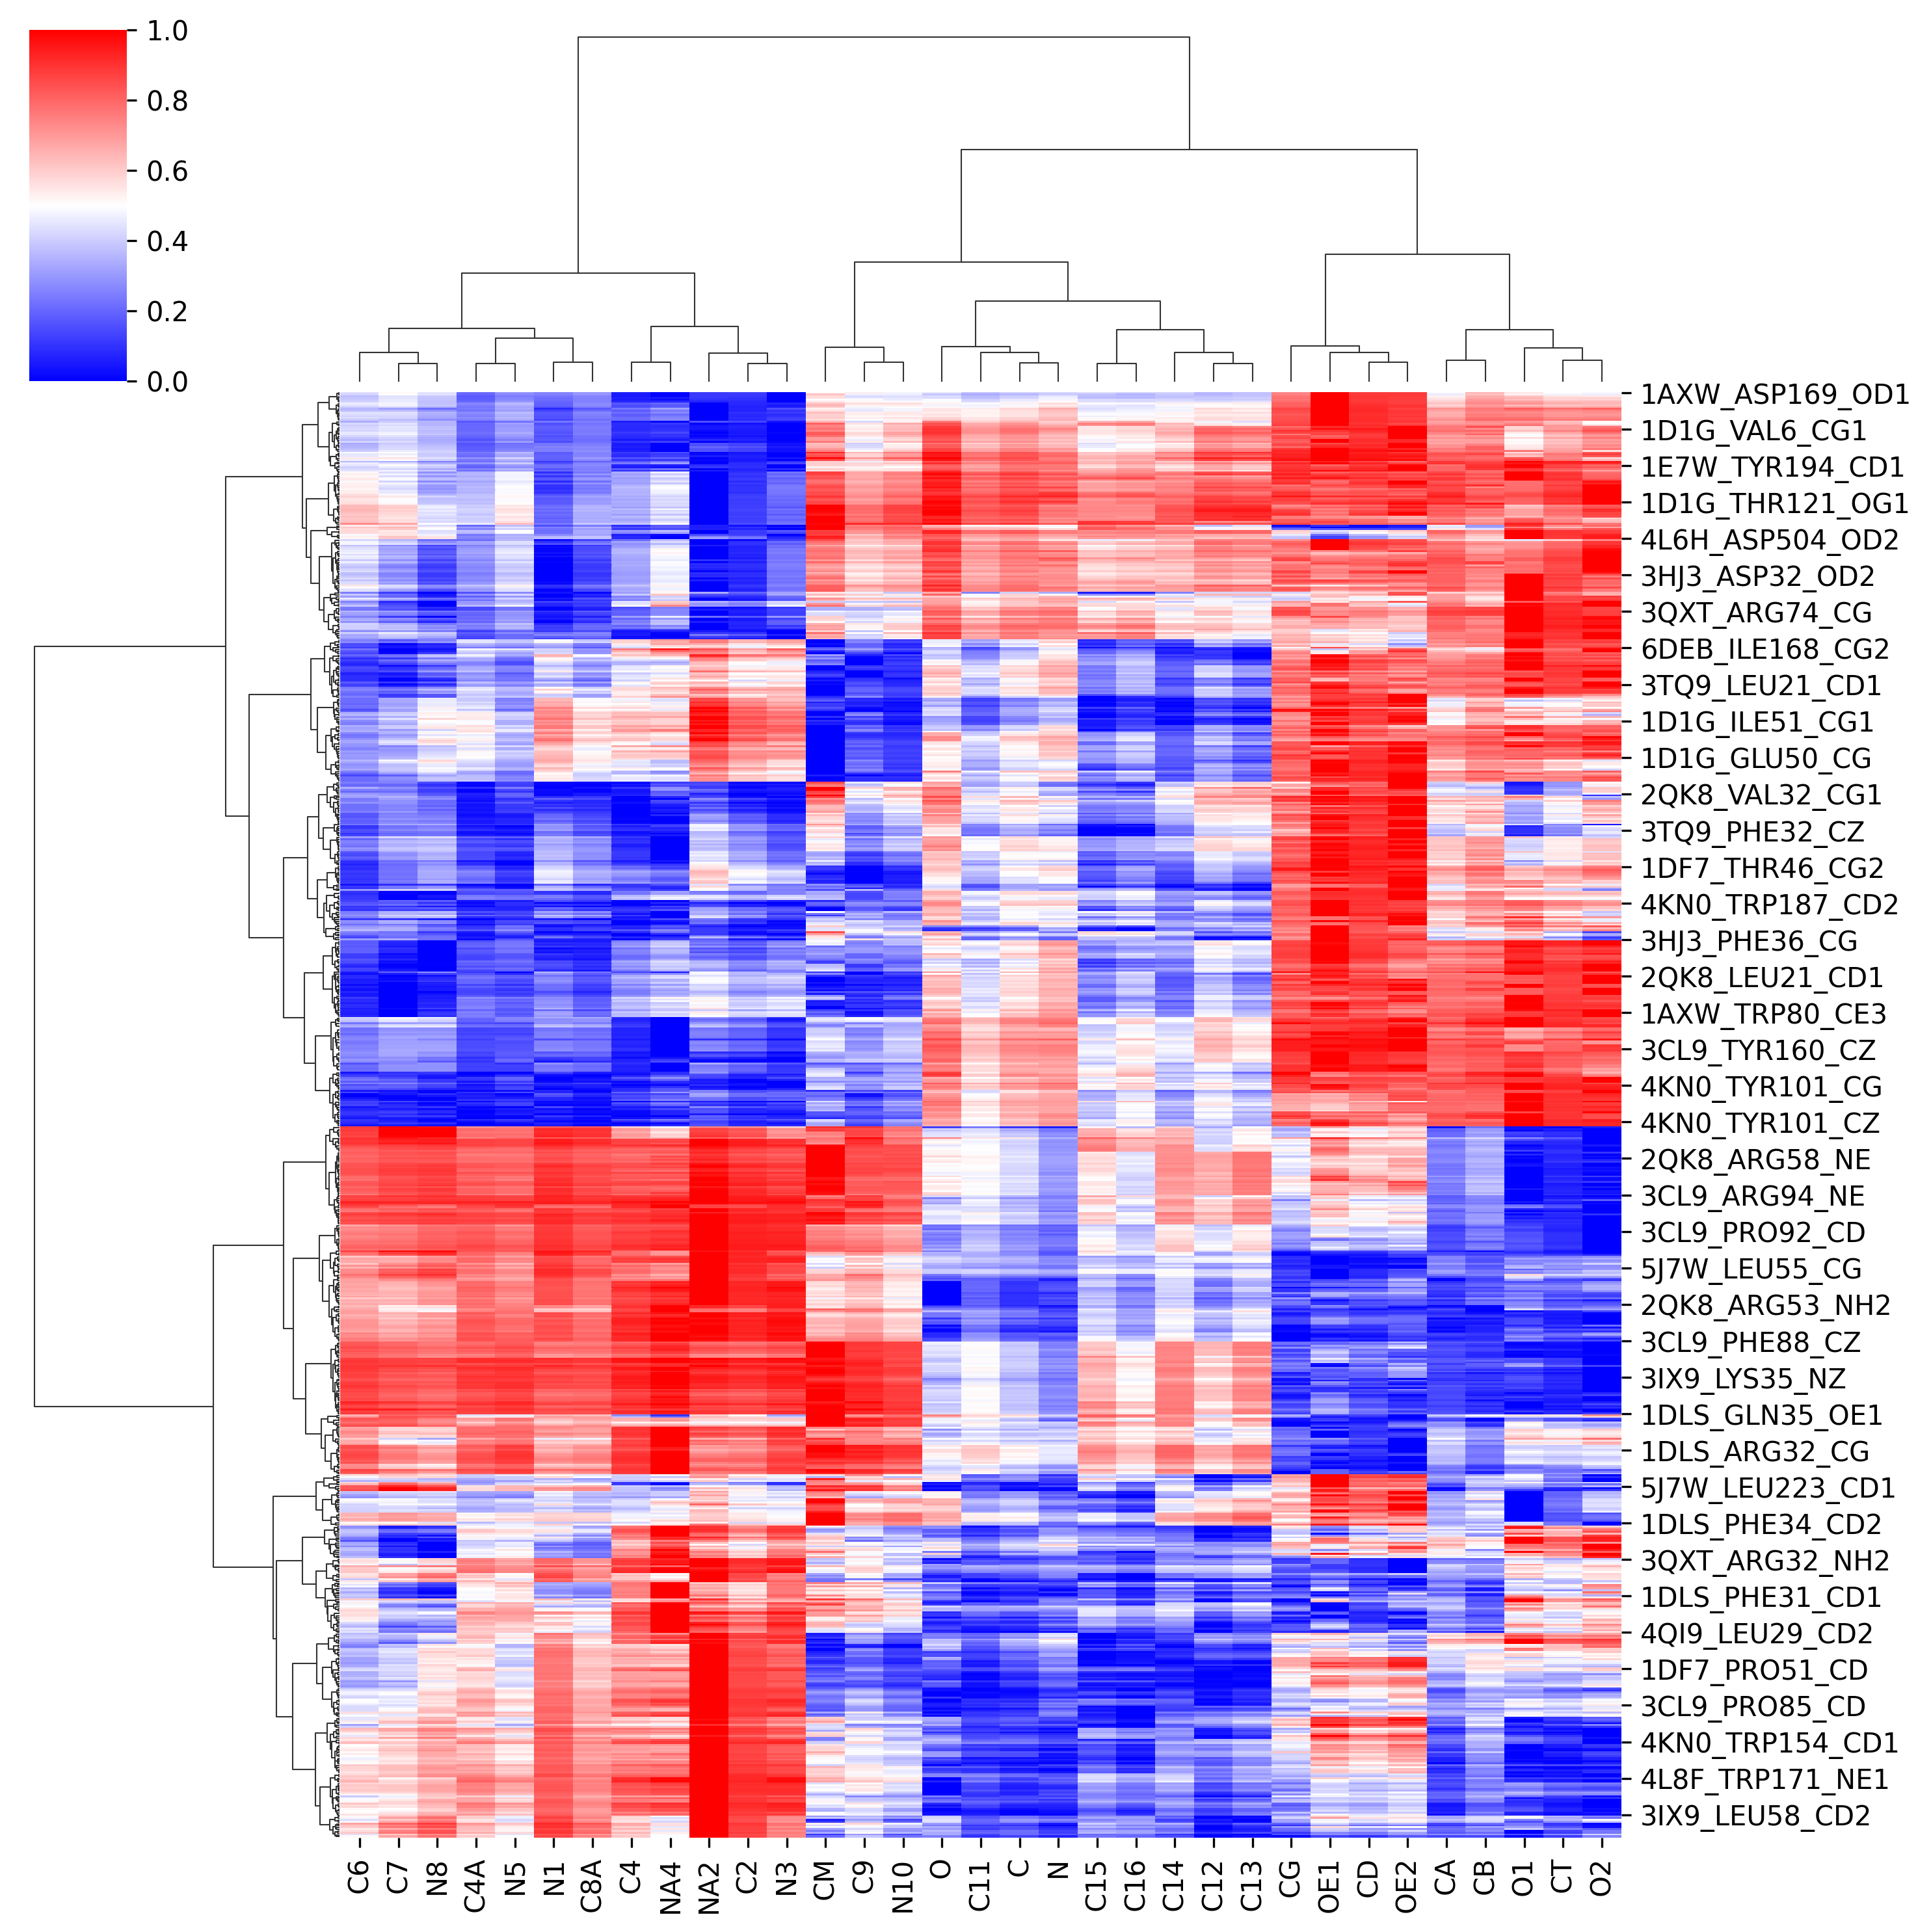 1.0
0.8
0.6
0.4
0.2
0.0
1AXW_ASP169_OD1
1D1G_VAL6_CG1
1E7W_TYR194_CD1
1D1G_THR121_OG1
4L6H_ASP504_OD2
3HJ3_ASP32_OD2
3QXT_ARG74_CG
6DEB_ILE168_CG2
3TQ9_LEU21_CD1
1D1G_ILE51_CG1
1D1G_GLU50_CG
2QK8_VAL32_CG1
3TQ9_PHE32_CZ
1DF7_THR46_CG2
4KN0_TRP187_CD2
3HJ3_PHE36_CG
2QK8_LEU21_CD1
1AXW_TRP80_CE3
3CL9_TYR160_CZ
4KN0_TYR101_CG
4KN0_TYR101_CZ
2QK8_ARG58_NE
3CL9_ARG94_NE
3CL9_PRO92_CD
5J7W_LEU55_CG
2QK8_ARG53_NH2
3CL9_PHE88_CZ
3IX9_LYS35_NZ
1DLS_GLN35_OE1
1DLS_ARG32_CG
5J7W_LEU223_CD1
1DLS_PHE34_CD2
3QXT_ARG32_NH2
1DLS_PHE31_CD1
4QI9_LEU29_CD2
1DF7_PRO51_CD
3CL9_PRO85_CD
4KN0_TRP154_CD1
4L8F_TRP171_NE1
3IX9_LEU58_CD2
C6 C7 N8 C4A N5 N1 C8A C4 NA4 NA2 C2 N3 CM C9 N10 O C11 C N C15 C16 C14 C12 C13 CG OE1 CD OE2 CA CB O1 CT O2